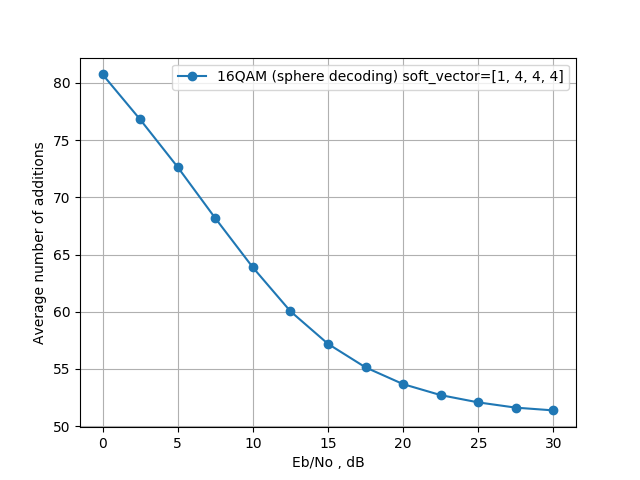 16QAM (sphere decoding) soft_vector=[1, 4, 4, 4]
80
75
70
65
60
55
50
Average number of additions
0 5 10 15 20 25 30
Eb/No , dB